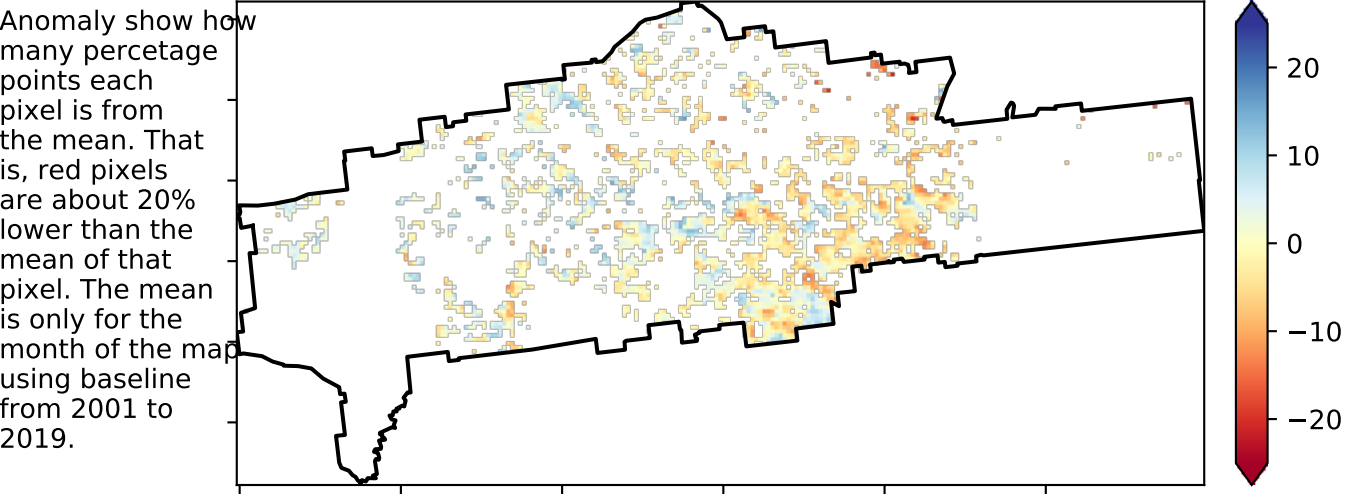 Anomaly show how
many percetage
points each
pixel is from
the mean. That
is, red pixels
are about 20%
lower than the
mean of that
pixel. The mean
is only for the
month of the map
using baseline
from 2001 to
2019.
20
10
0
−10
−20